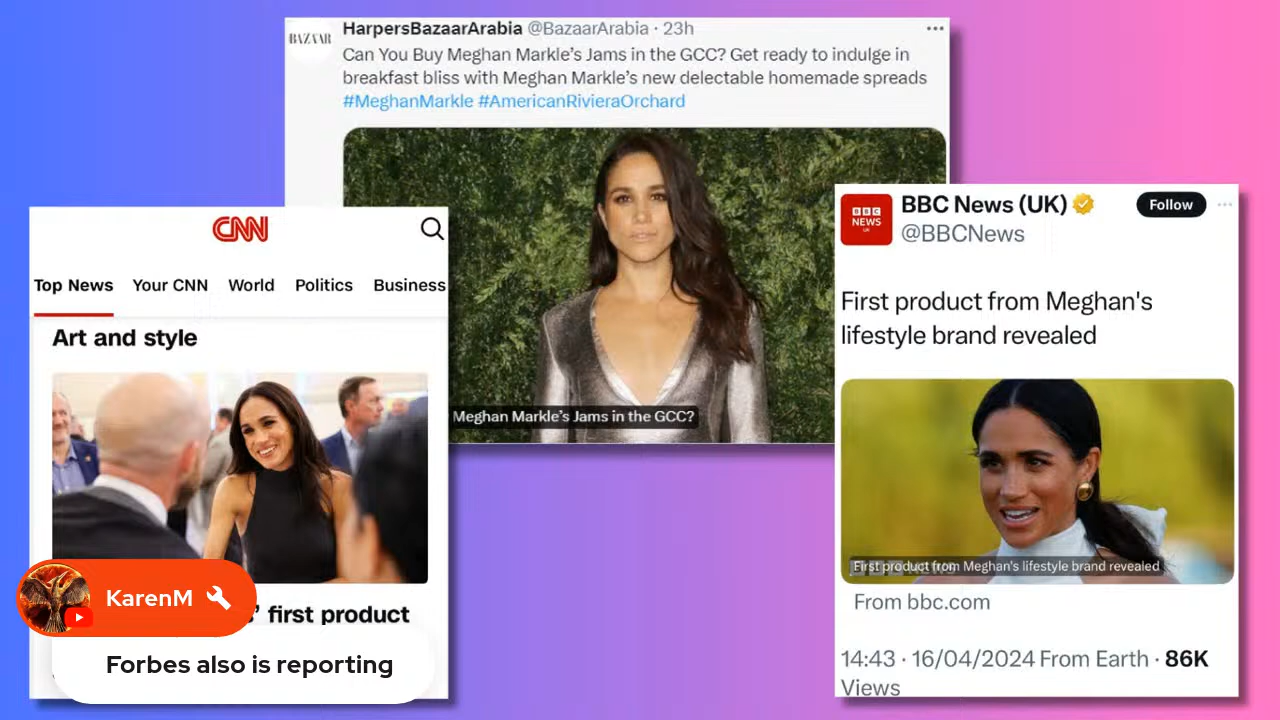 BAZAAR
HarpersBazaarArabia @BazaarArabia · 23h
Can You Buy Meghan Markle's Jams in the GCC? Get ready to indulge in
breakfast bliss with Meghan Markle's new delectable homemade spreads
#MeghanMarkle #AmericanRivieraOrchard
Meghan Markle's Jams in the GCC?
CNN
Top News Your CNN World Politics Business
Art and style
' first product
KarenM
Forbes also is reporting
BBC
NEWS
UK
BBC News (UK)
@BBCNews
Follow
First product from Meghan's
lifestyle brand revealed
First product from Meghan's lifestyle brand revealed
From bbc.com
14:43 · 16/04/2024 From Earth · 86K
Views